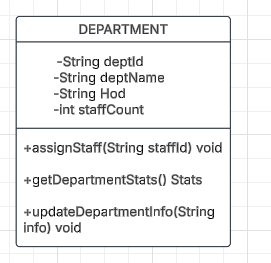 DEPARTMENT
-String deptId
-String deptName
-String Hod
-int staffCount
+assignStaff(String staffId) void
+getDepartmentStats() Stats
+updateDepartmentInfo(String
info) void